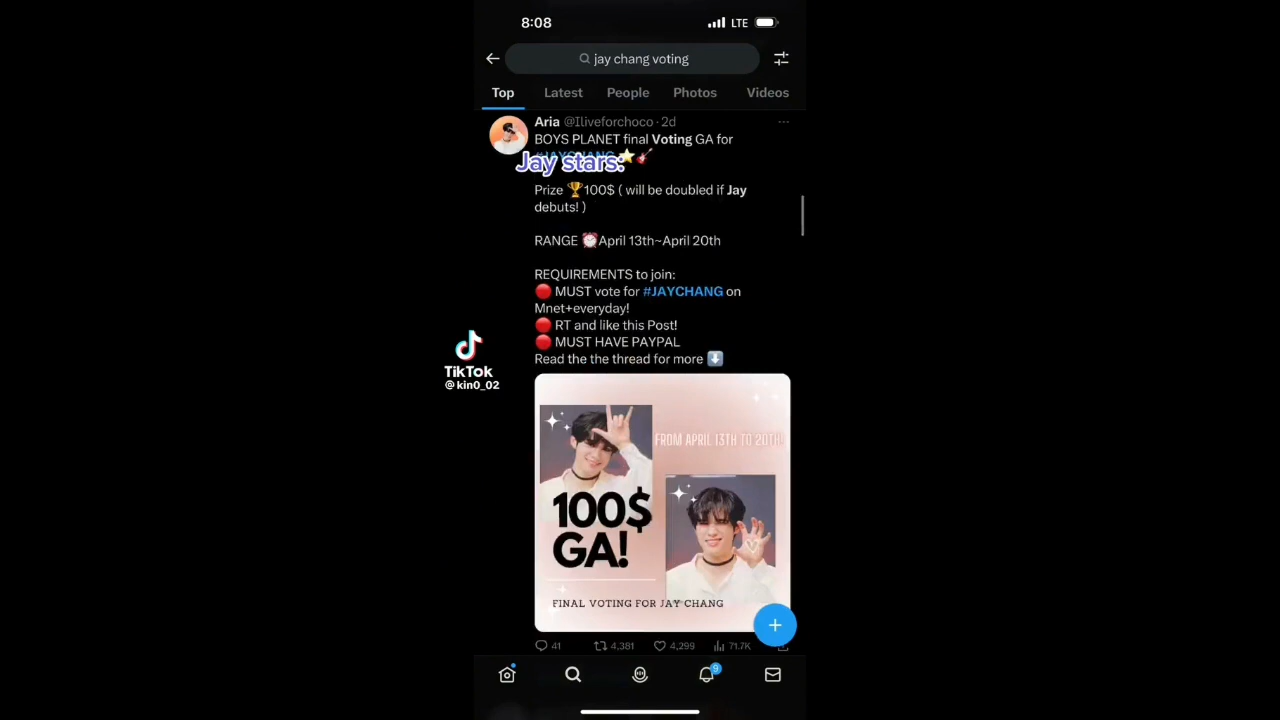 8:08
LTE
jay chang voting
Top Latest People Photos Videos
Aria @Iliveforchoco · 2d
BOYS PLANET final Voting GA for
#JAYCHANG⭐🎸
Jay stars:
Prize 🏆100$ ( will be doubled if Jay
debuts! )
RANGE ⏰April 13th~April 20th
REQUIREMENTS to join:
🔴 MUST vote for #JAYCHANG on
Mnet+everyday!
🔴 RT and like this Post!
🔴 MUST HAVE PAYPAL
Read the the thread for more ⬇️
TikTok
@kin0_02
FROM APRIL 13TH TO 20TH
100$
GA!
FINAL VOTING FOR JAY CHANG
41 4,381 4,299 71.7K
9